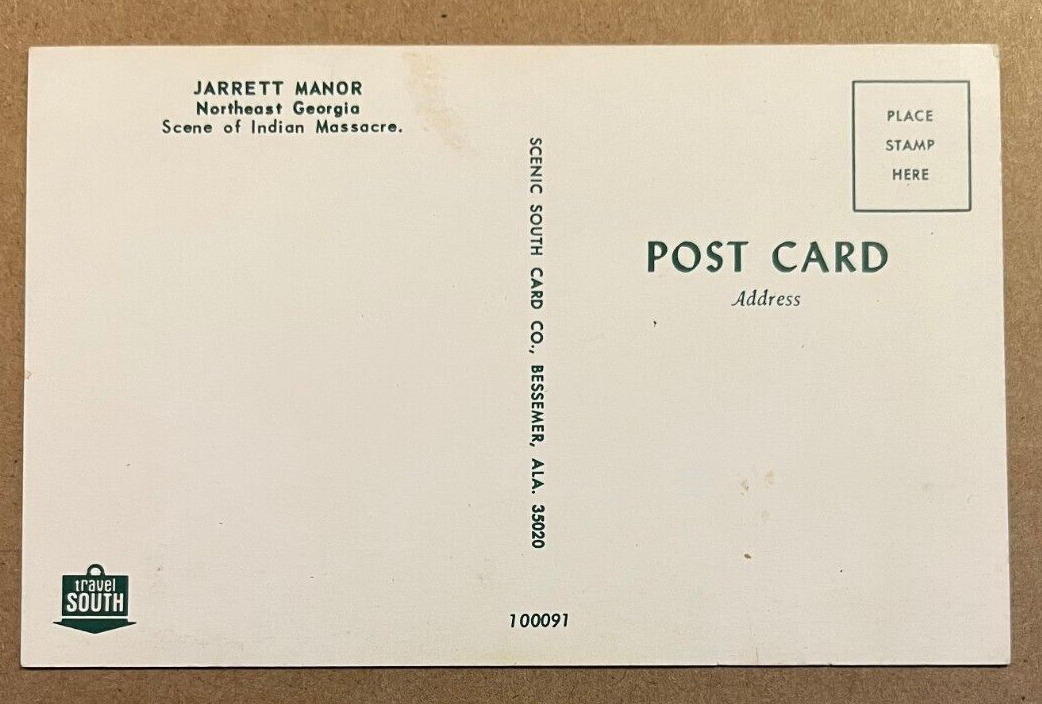 JARRETT MANOR
Northeast Georgia
Scene of Indian Massacre.
SCENIC SOUTH CARD CO., BESSEMER, ALA. 35020
PLACE
STAMP
HERE
POST CARD
Address
travel
SOUTH
100091